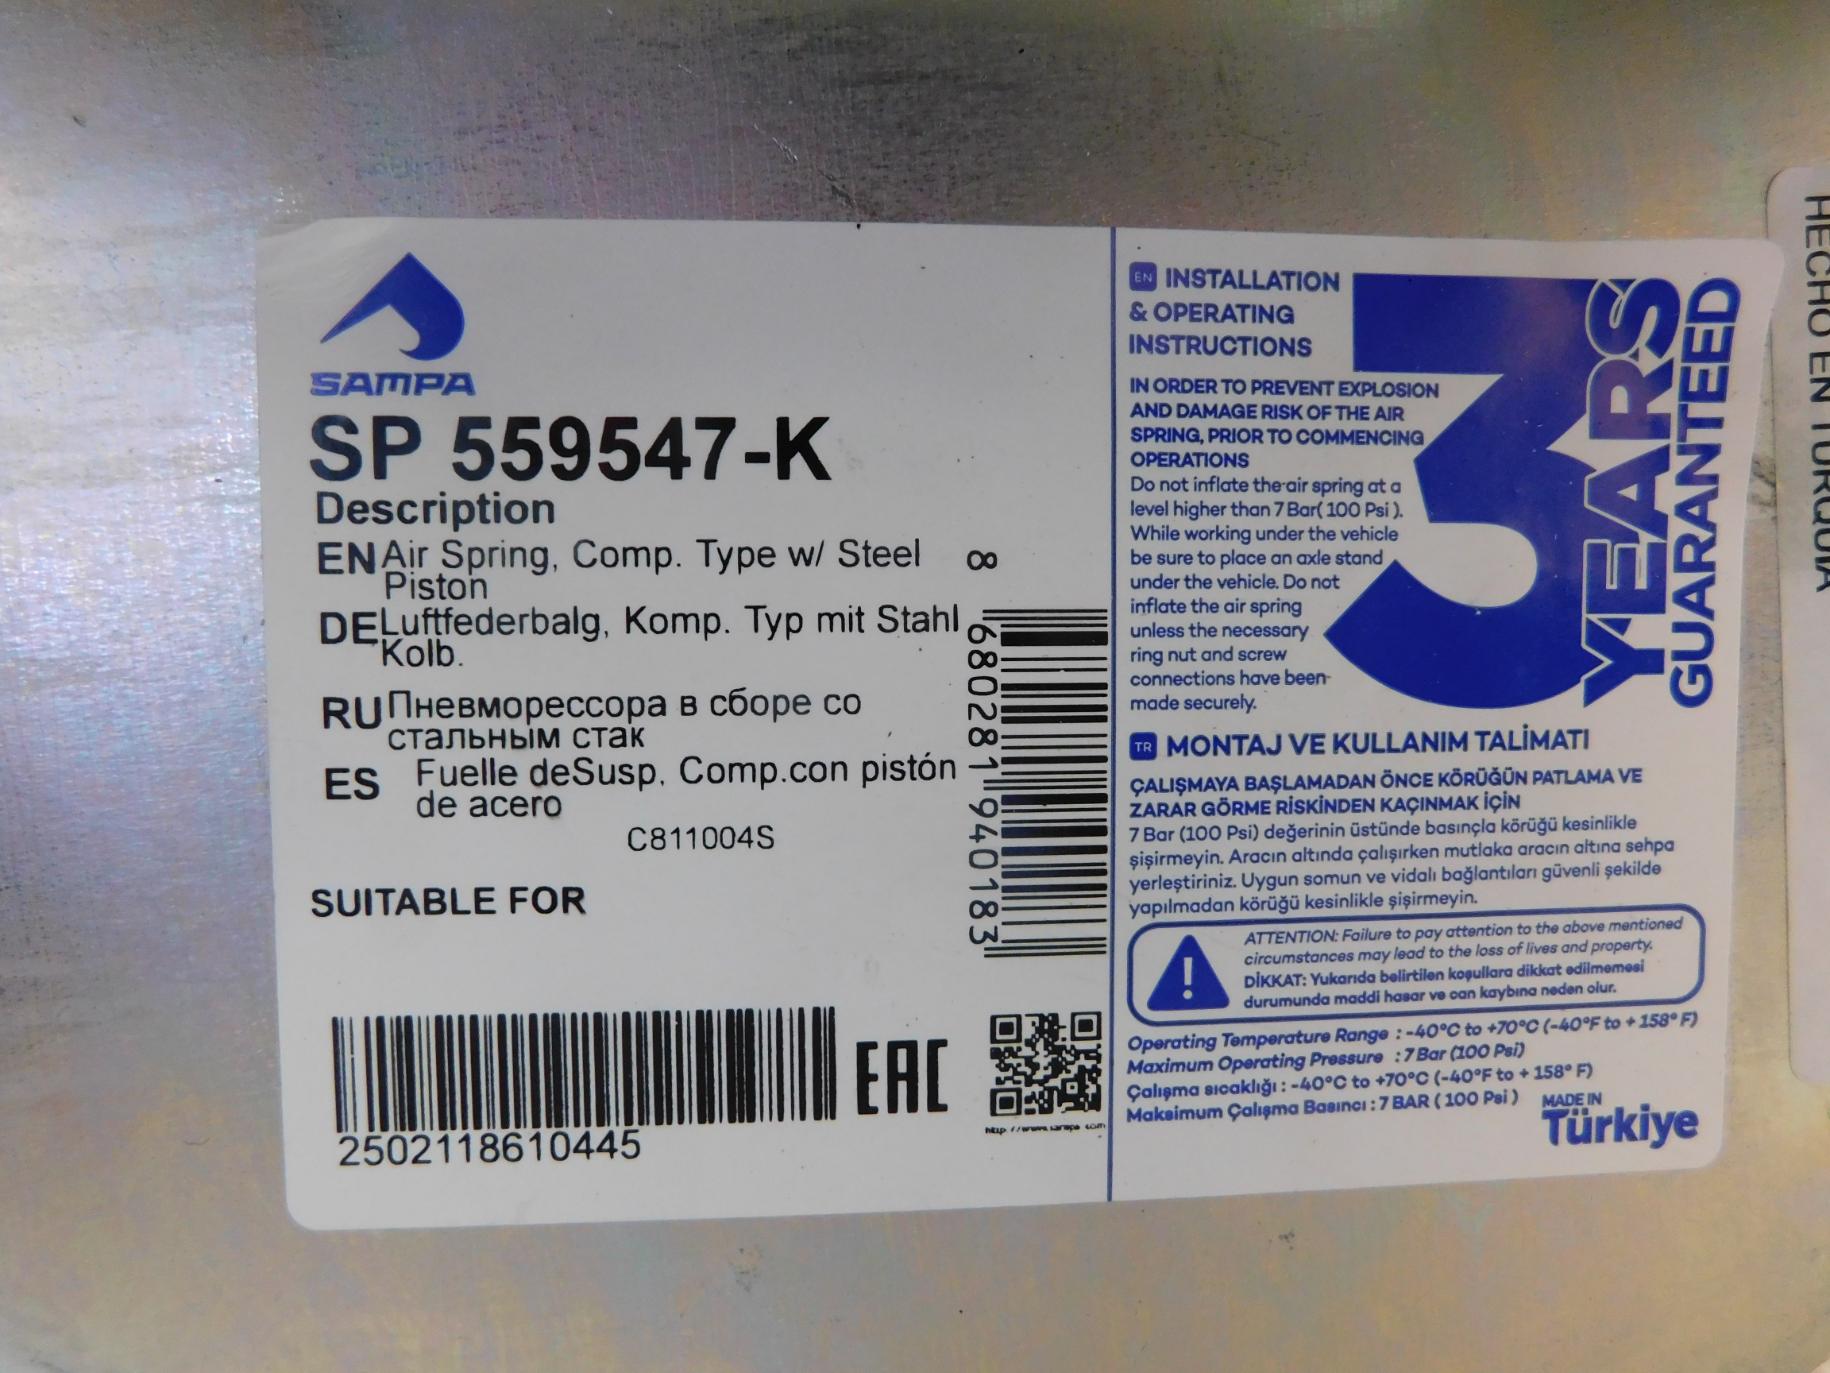 SAMPA
SP 559547-K
Description
EN Air Spring, Comp. Type w/ Steel
Piston
DE Luftfederbalg, Komp. Typ mit Stahl
Kolb.
RU Пневморессора в сборе со
стальным стак
ES Fuelle deSusp. Comp.con pistón
de acero
C811004S
SUITABLE FOR
2502118610445
EAC
8 680281 940183
http://www.sampa.com
EN INSTALLATION
& OPERATING
INSTRUCTIONS
IN ORDER TO PREVENT EXPLOSION
AND DAMAGE RISK OF THE AIR
SPRING, PRIOR TO COMMENCING
OPERATIONS
Do not inflate the air spring at a
level higher than 7 Bar( 100 Psi ).
While working under the vehicle
be sure to place an axle stand
under the vehicle. Do not
inflate the air spring
unless the necessary
ring nut and screw
connections have been
made securely.
3 YEARS
GUARANTEED
TR MONTAJ VE KULLANIM TALİMATI
ÇALIŞMAYA BAŞLAMADAN ÖNCE KÖRÜĞÜN PATLAMA VE
ZARAR GÖRME RİSKİNDEN KAÇINMAK İÇİN
7 Bar (100 Psi) değerinin üstünde basınçla körüğü kesinlikle
şişirmeyin. Aracın altında çalışırken mutlaka aracın altına sehpa
yerleştiriniz. Uygun somun ve vidalı bağlantıları güvenli şekilde
yapılmadan körüğü kesinlikle şişirmeyin.
ATTENTION: Failure to pay attention to the above mentioned
circumstances may lead to the loss of lives and property.
DİKKAT: Yukarıda belirtilen koşullara dikkat edilmemesi
durumunda maddi hasar ve can kaybına neden olur.
Operating Temperature Range : -40°C to +70°C (-40°F to + 158° F)
Maximum Operating Pressure : 7 Bar (100 Psi)
Çalışma sıcaklığı : -40°C to +70°C (-40°F to + 158° F)
Maksimum Çalışma Basıncı : 7 BAR ( 100 Psi )
MADE IN
Türkiye
HECHO EN TURQUIA